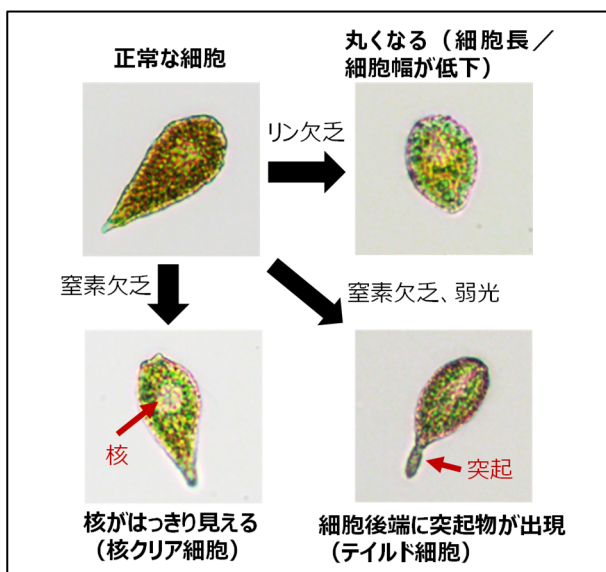 正常な細胞
丸くなる（細胞長／
細胞幅が低下）
リン欠乏
窒素欠乏
窒素欠乏、弱光
核
突起
核がはっきり見える
（核クリア細胞）
細胞後端に突起物が出現
（テイルド細胞）